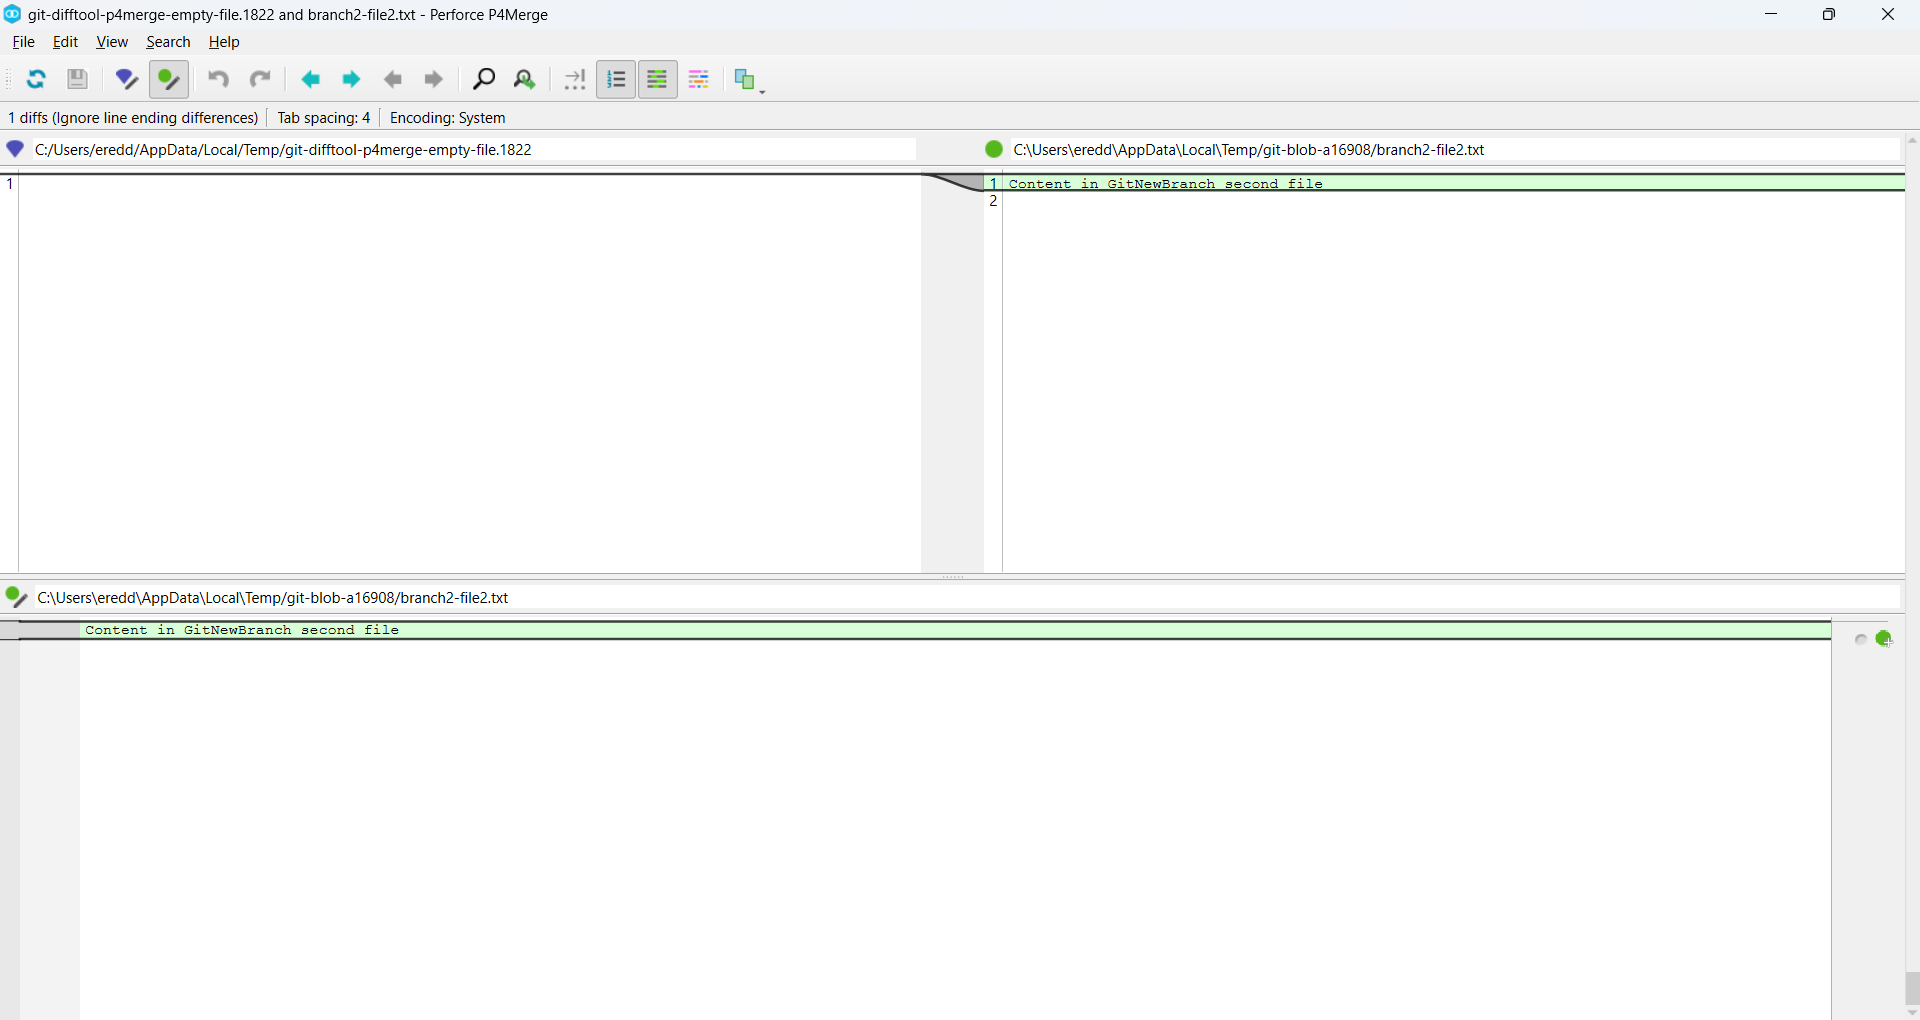 git-difftool-p4merge-empty-file.1822 and branch2-file2.txt - Perforce P4Merge
File Edit View Search Help
1 diffs (Ignore line ending differences) Tab spacing: 4 Encoding: System
C:/Users/eredd/AppData/Local/Temp/git-difftool-p4merge-empty-file.1822
1
C:\Users\eredd\AppData\Local\Temp/git-blob-a16908/branch2-file2.txt
1 Content in GitNewBranch second file
2
C:\Users\eredd\AppData\Local\Temp/git-blob-a16908/branch2-file2.txt
Content in GitNewBranch second file